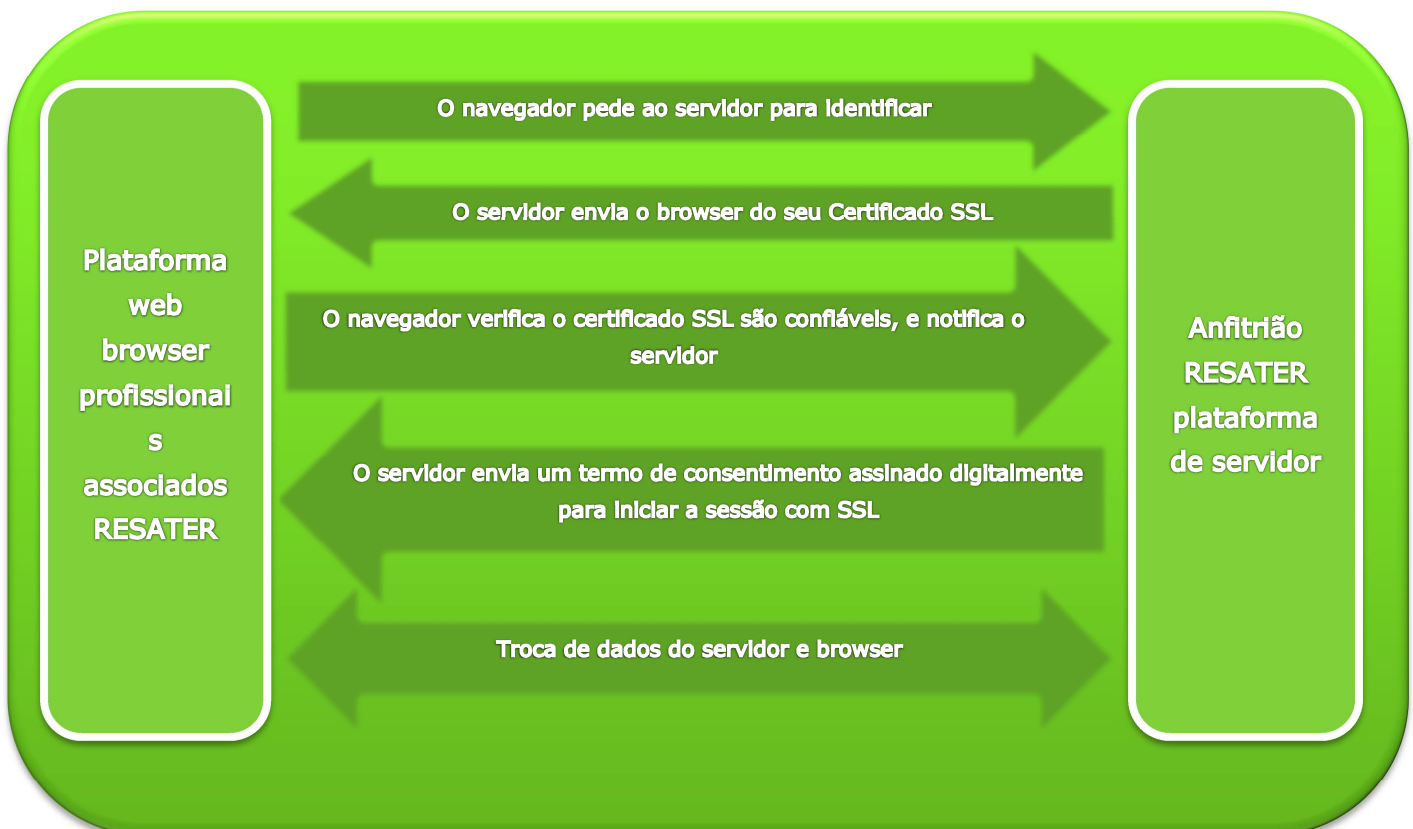 O navegador pede ao servidor para identificar
O servidor envia o browser do seu Certificado SSL
O navegador verifica o certificado SSL são confiáveis, e notifica o
servidor
O servidor envia um termo de consentimento assinado digitalmente
para iniciar a sessão com SSL
Troca de dados do servidor e browser
Plataforma
web
browser
profissionai
s
associados
RESATER
Anfitrião
RESATER
plataforma
de servidor